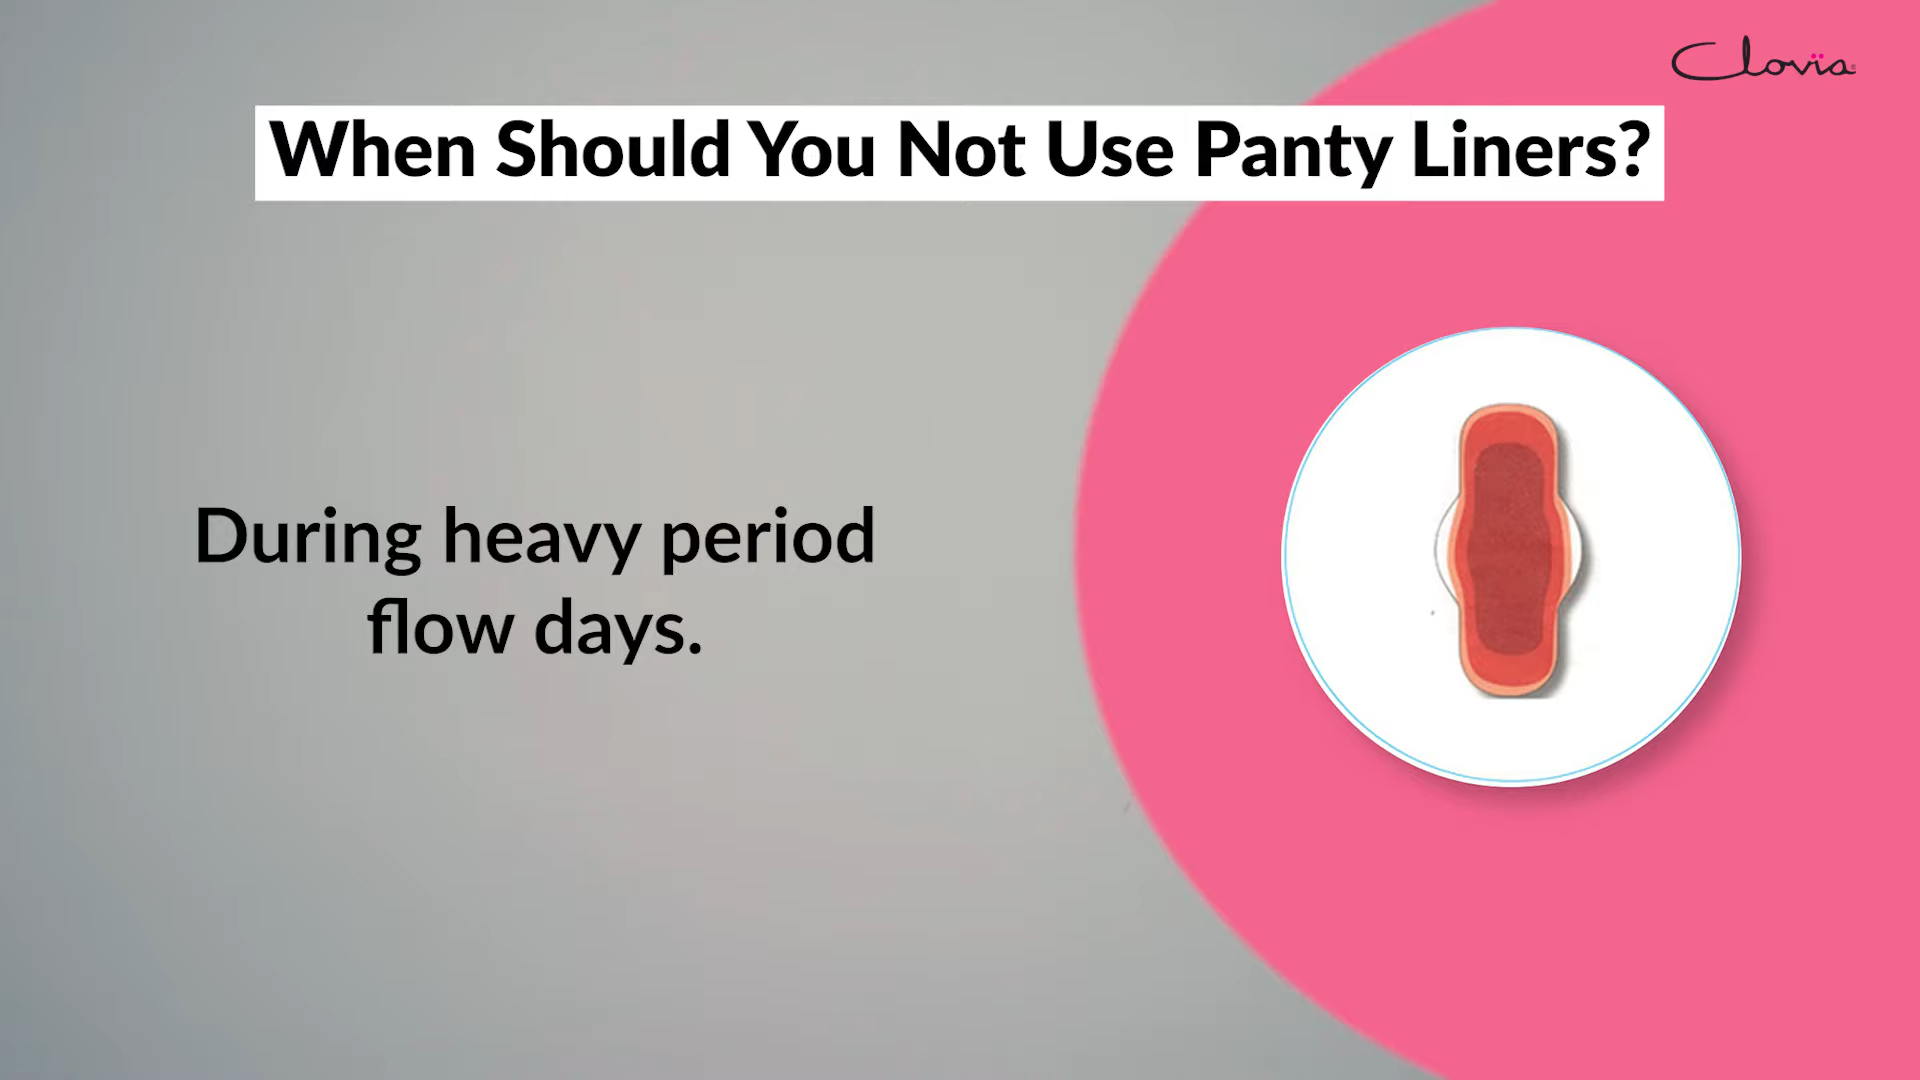 Clovia
When Should You Not Use Panty Liners?
During heavy period
flow days.